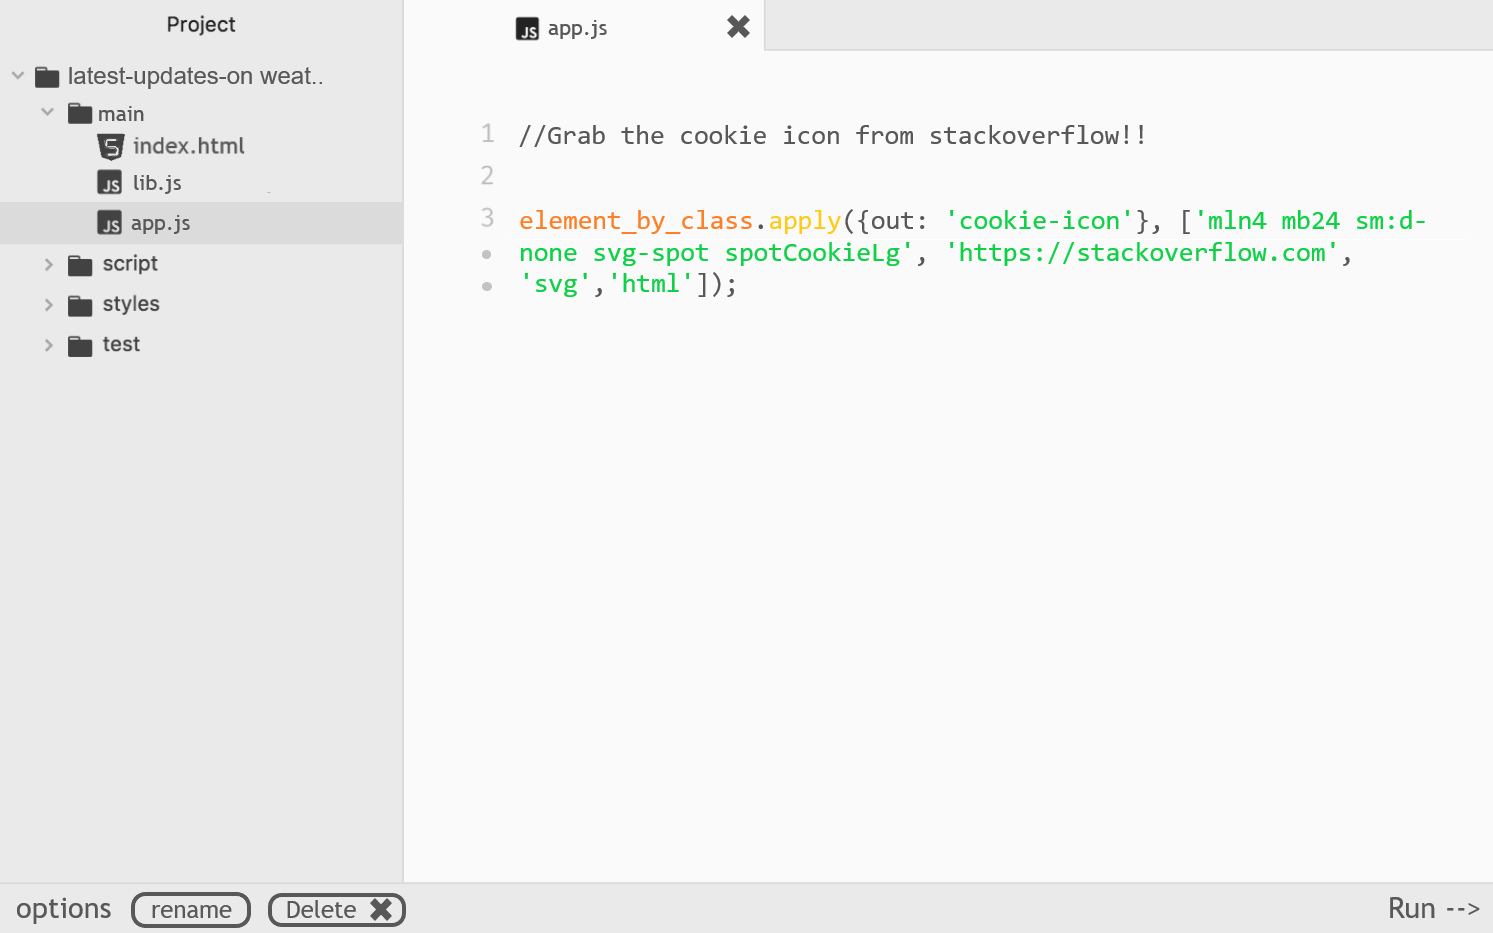 Project
latest-updates-on weat..
main
index.html
lib.js
app.js
script
styles
test
app.js
1 //Grab the cookie icon from stackoverflow!!
2
3 element_by_class.apply({out: 'cookie-icon'}, ['mln4 mb24 sm:d-
none svg-spot spotCookieLg', 'https://stackoverflow.com',
'svg','html']);
options rename Delete ✖ Run -->